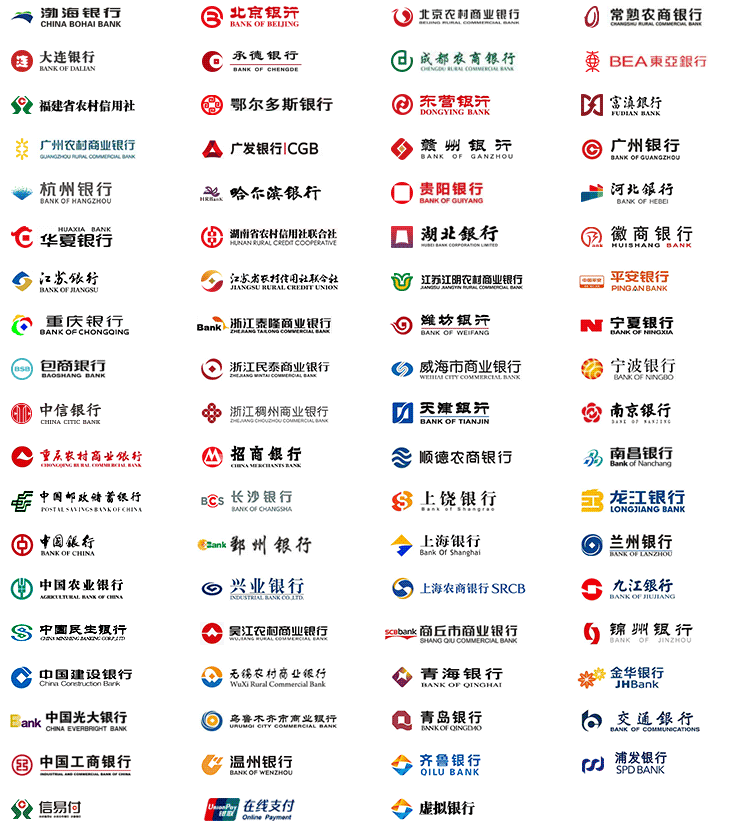 渤海银行
CHINA BOHAI BANK
北京银行
BANK OF BEIJING
北京农村商业银行
BEIJING RURAL COMMERCIAL BANK
常熟农商银行
CHANGSHU RURAL COMMERCIAL BANK
大连银行
BANK OF DALIAN
承德银行
BANK OF CHENGDE
成都农商银行
CHENGDU RURAL COMMERCIAL BANK
BEA東亞銀行
福建省农村信用社
鄂尔多斯银行
东营银行
DONGYING BANK
富滇银行
FUDIAN BANK
广州农村商业银行
GUANGZHOU RURAL COMMERCIAL BANK
广发银行|CGB
赣州银行
BANK OF GANZHOU
广州银行
BANK OF GUANGZHOU
杭州银行
BANK OF HANGZHOU
HRBank
哈尔滨银行
贵阳银行
BANK OF GUIYANG
河北银行
BANK OF HEBEI
HUAXIA BANK
华夏银行
湖南省农村信用社联合社
HUNAN RURAL CREDIT COOPERATIVE
湖北银行
HUBEI BANK CORPORATION LIMITED
徽商银行
HUISHANG BANK
江苏银行
BANK OF JIANGSU
江苏省农村信用社联合社
JIANGSU RURAL CREDIT UNION
江苏江阴农村商业银行
JIANGSU JIANGYIN RURAL COMMERCIAL BANK
中国平安
平安银行
PINGAN BANK
重庆银行
BANK OF CHONGQING
Bank
浙江泰隆商业银行
ZHEJIANG TAILONG COMMERCIAL BANK
潍坊银行
BANK OF WEIFANG
宁夏银行
BANK OF NINGXIA
BSB
包商银行
BAOSHANG BANK
浙江民泰商业银行
ZHEJIANG MINTAI COMMERCIAL BANK
威海市商业银行
WEIHAI CITY COMMERCIAL BANK
宁波银行
BANK OF NINGBO
中信银行
CHINA CITIC BANK
浙江稠州商业银行
ZHEJIANG CHOUZHOU COMMERCIAL BANK
天津银行
BANK OF TIANJIN
南京银行
BANK OF NANJING
重庆农村商业银行
CHONGQING RURAL COMMERCIAL BANK
招商银行
CHINA MERCHANTS BANK
顺德农商银行
南昌银行
Bank of Nanchang
中国邮政储蓄银行
POSTAL SAVINGS BANK OF CHINA
BCS
长沙银行
BANK OF CHANGSHA
上饶银行
Bank of Shangrao
龙江银行
LONGJIANG BANK
中国银行
BANK OF CHINA
Bank
鄞州银行
上海银行
Bank Of Shanghai
兰州银行
BANK OF LANZHOU
中国农业银行
AGRICULTURAL BANK OF CHINA
兴业银行
INDUSTRIAL BANK CO.,LTD.
上海农商银行 SRCB
九江银行
BANK OF JIUJIANG
中国民生银行
CHINA MINSHENG BANKING CORP.,LTD
吴江农村商业银行
WUJIANG RURAL COMMERCIAL BANK
SCBbank
商丘市商业银行
SHANG QIU COMMERCIAL BANK
锦州银行
BANK OF JINZHOU
中国建设银行
China Construction Bank
无锡农村商业银行
WuXi Rural Commercial Bank
青海银行
BANK OF QINGHAI
金华银行
JHBank
Bank
中国光大银行
CHINA EVERBRIGHT BANK
乌鲁木齐市商业银行
URUMQI CITY COMMERCIAL BANK
青岛银行
BANK OF QINGDAO
交通银行
BANK OF COMMUNICATIONS
中国工商银行
INDUSTRIAL AND COMMERCIAL BANK OF CHINA
温州银行
BANK OF WENZHOU
齐鲁银行
QILU BANK
浦发银行
SPD BANK
信易付
UnionPay
银联
在线支付
Online Payment
虚拟银行